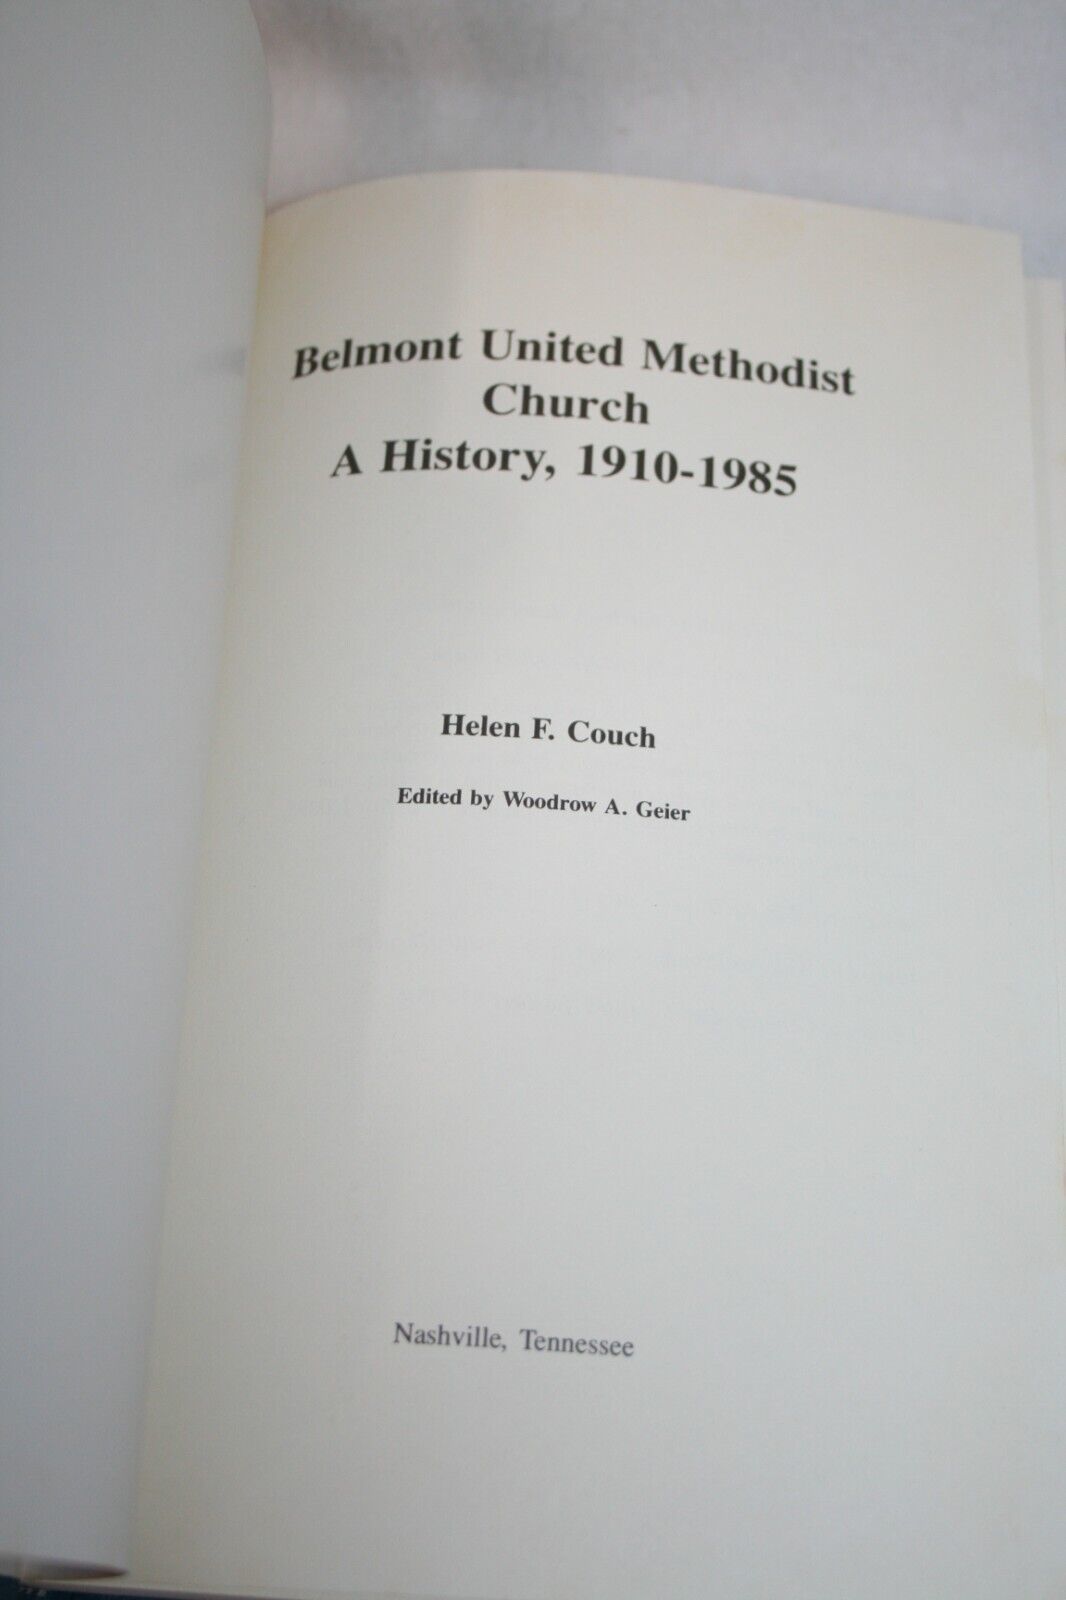 Belmont United Methodist
Church
A History, 1910-1985
Helen F. Couch
Edited by Woodrow A. Geier
Nashville, Tennessee